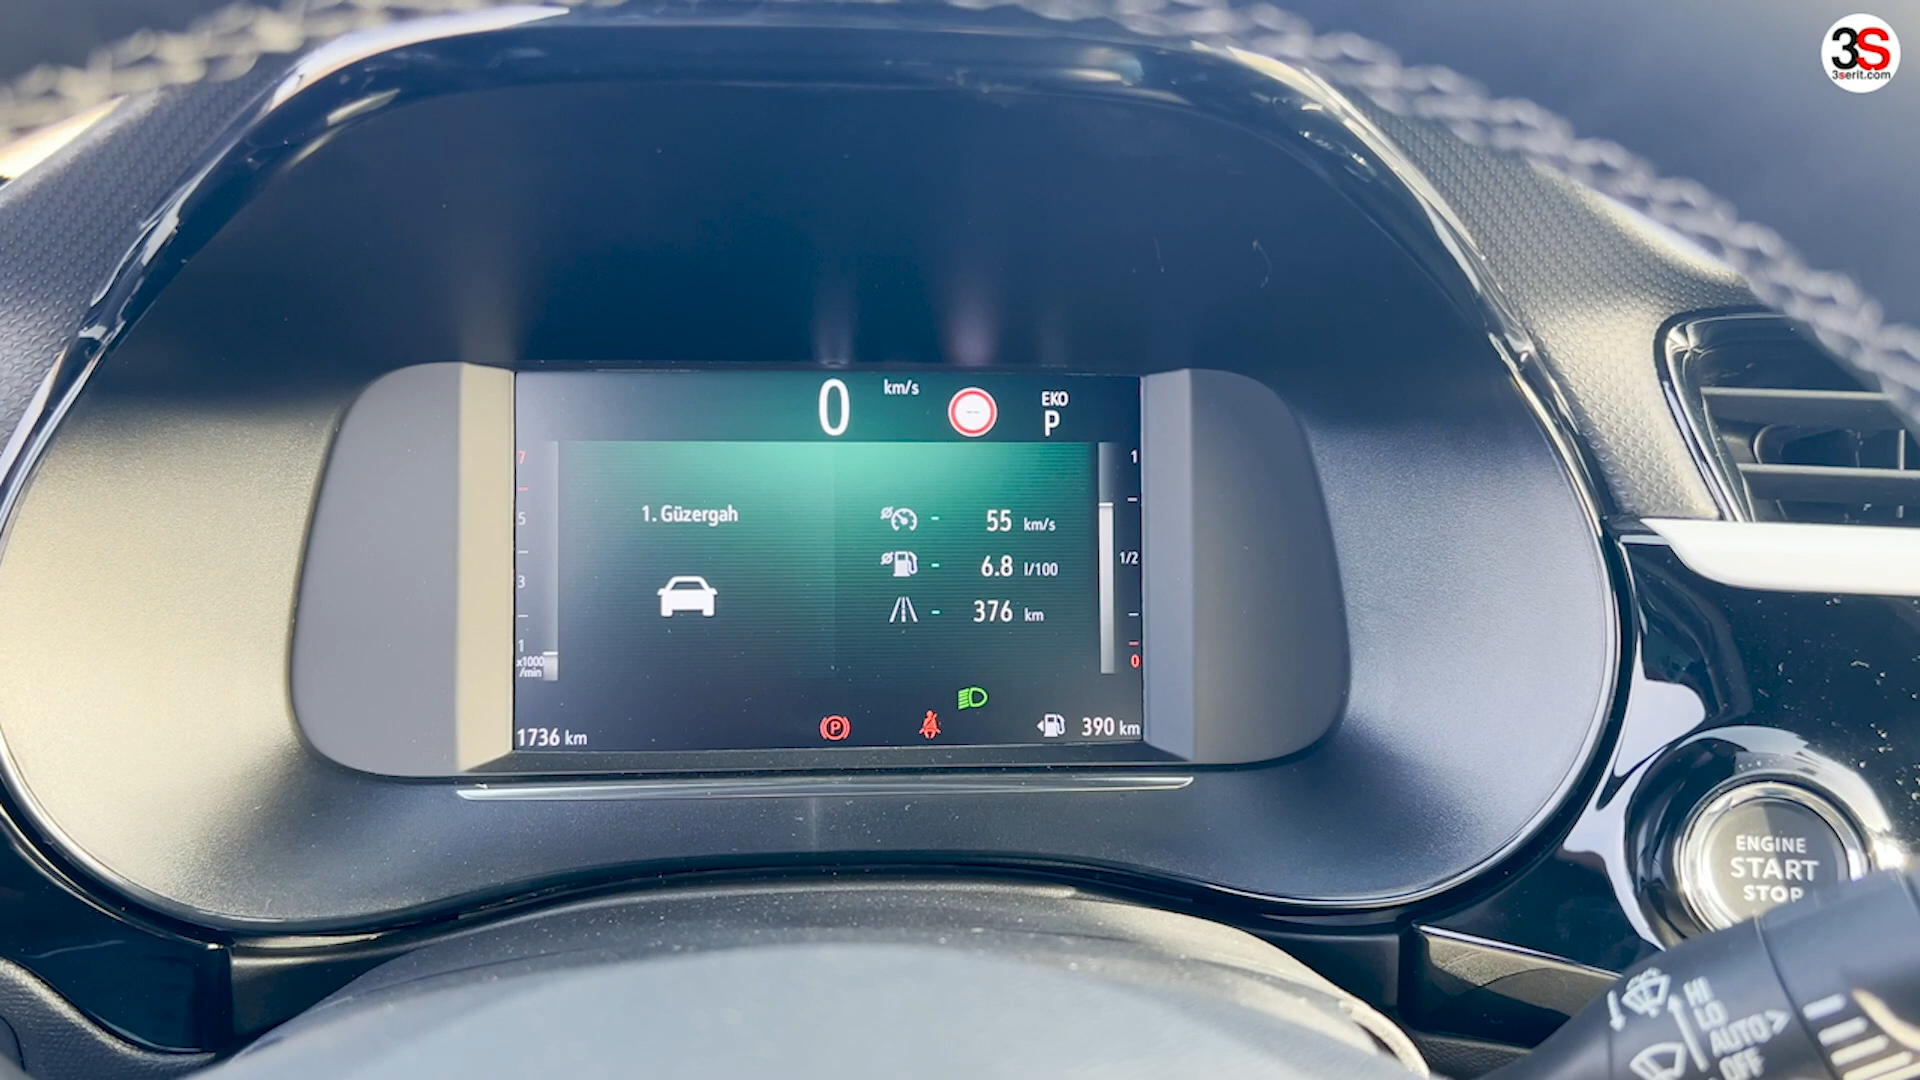 3S
3serit.com
0 km/s
EKO
P
7
5
3
1
x1000
/min
1. Güzergah
55 km/s
6.8 l/100
376 km
1
1/2
0
1736 km
P
390 km
ENGINE
START
STOP
HI
LO
AUTO
OFF